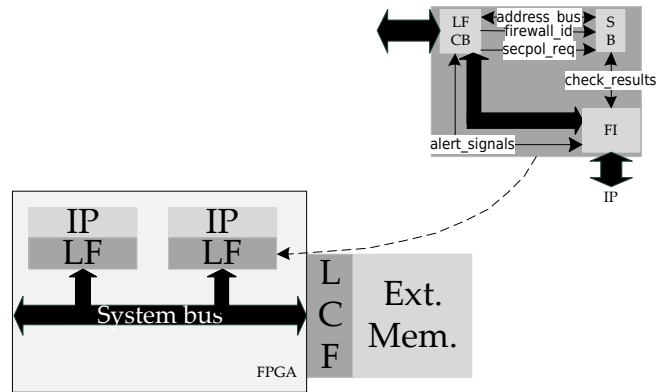 LF
CB
address_bus
firewall_id
secpol_req
S
B
check_results
FI
alert_signals
IP
IP
LF
IP
LF
System bus
FPGA
L
C
F
Ext.
Mem.